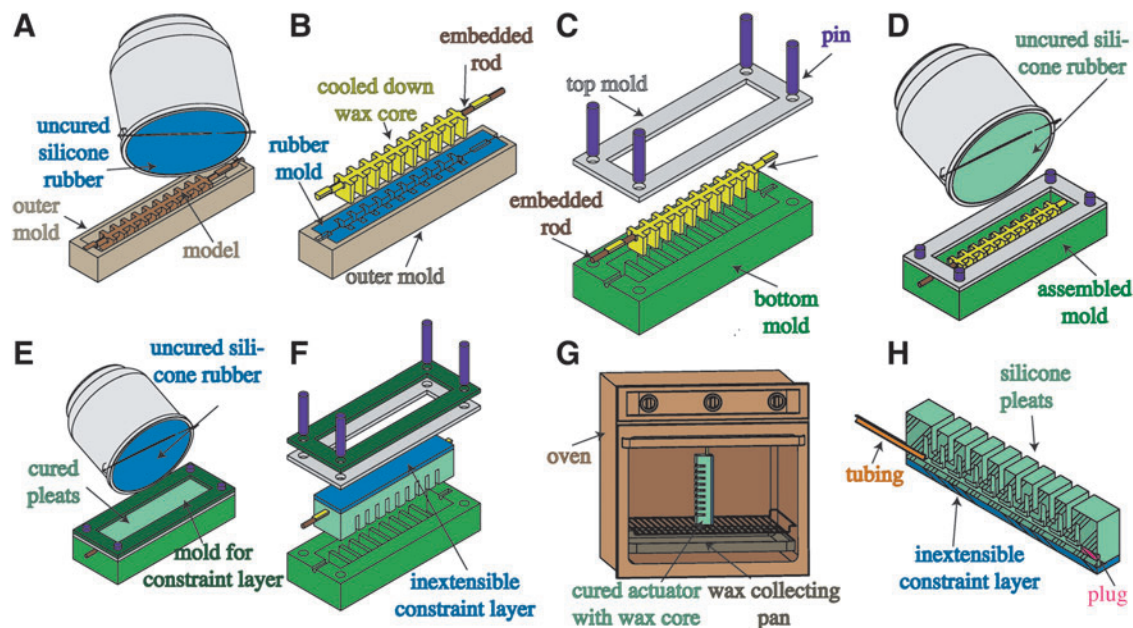 A
uncured
silicone
rubber
outer
mold
model
B
embedded
rod
cooled down
wax core
rubber
mold
outer mold
C
pin
top mold
embedded
rod
bottom
mold
D
uncured sili-
cone rubber
assembled
mold
E
uncured sili-
cone rubber
cured
pleats
mold for
constraint layer
F
inextensible
constraint layer
G
oven
cured actuator
with wax core
wax collecting
pan
H
silicone
pleats
tubing
inextensible
constraint layer
plug